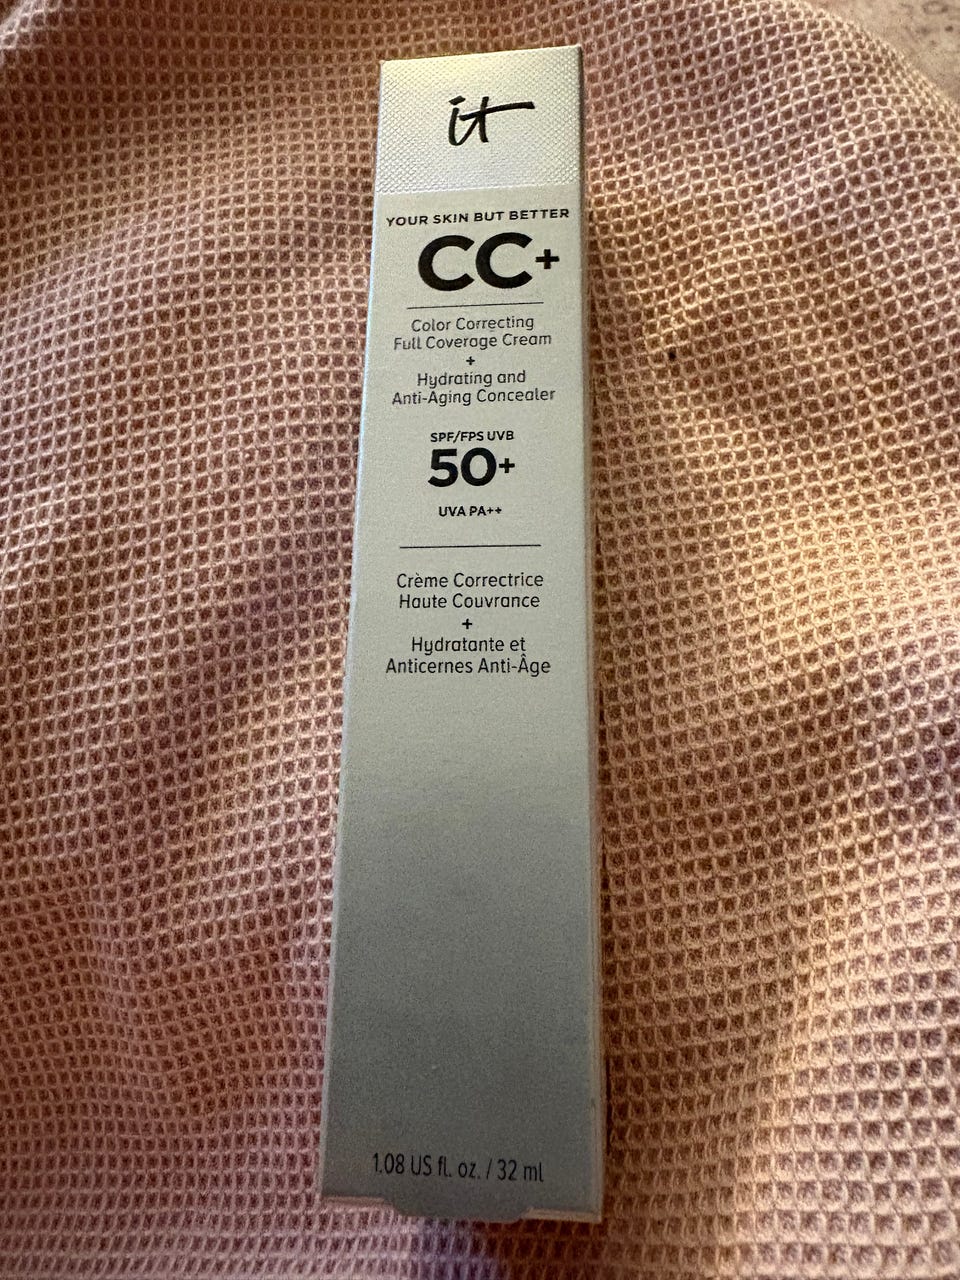 it
YOUR SKIN BUT BETTER
CC+
Color Correcting
Full Coverage Cream
+
Hydrating and
Anti-Aging Concealer
SPF/FPS UVB
50+
UVA PA++
Crème Correctrice
Haute Couvrance
+
Hydratante et
Anticernes Anti-Âge
1.08 US fl. oz. / 32 ml